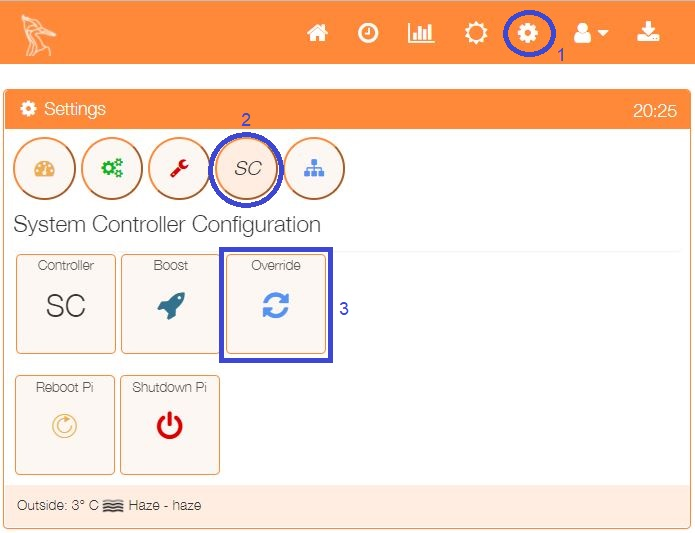 1
Settings
20:25
2
SC
System Controller Configuration
Controller
Boost
Override
SC
3
Reboot Pi
Shutdown Pi
Outside: 3° C Haze - haze